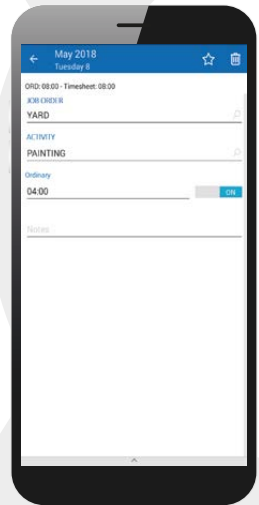 May 2018
Tuesday 8
ORD: 08:00 - Timesheet: 08:00
JOB ORDER
YARD
ACTIVITY
PAINTING
Ordinary
04:00
ON
Notes